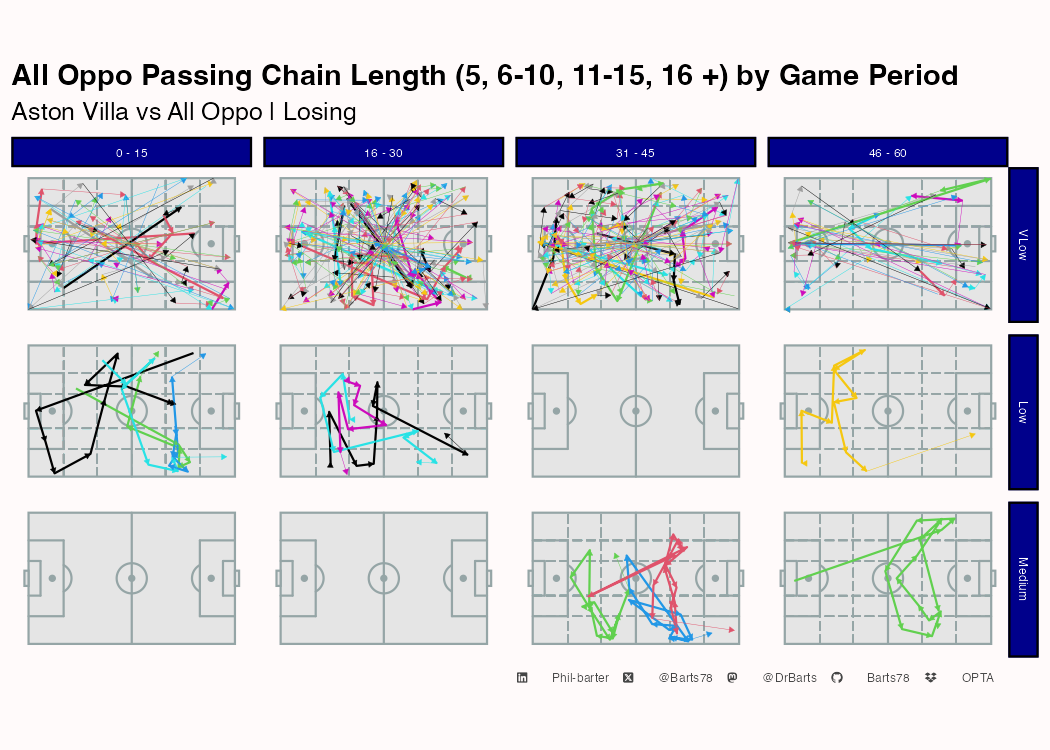 All Oppo Passing Chain Length (5, 6-10, 11-15, 16 +) by Game Period
Aston Villa vs All Oppo | Losing
0 - 15
16 - 30
31 - 45
46 - 60
V.Low
Low
Medium
Phil-barter @Barts78 @DrBarts Barts78 OPTA